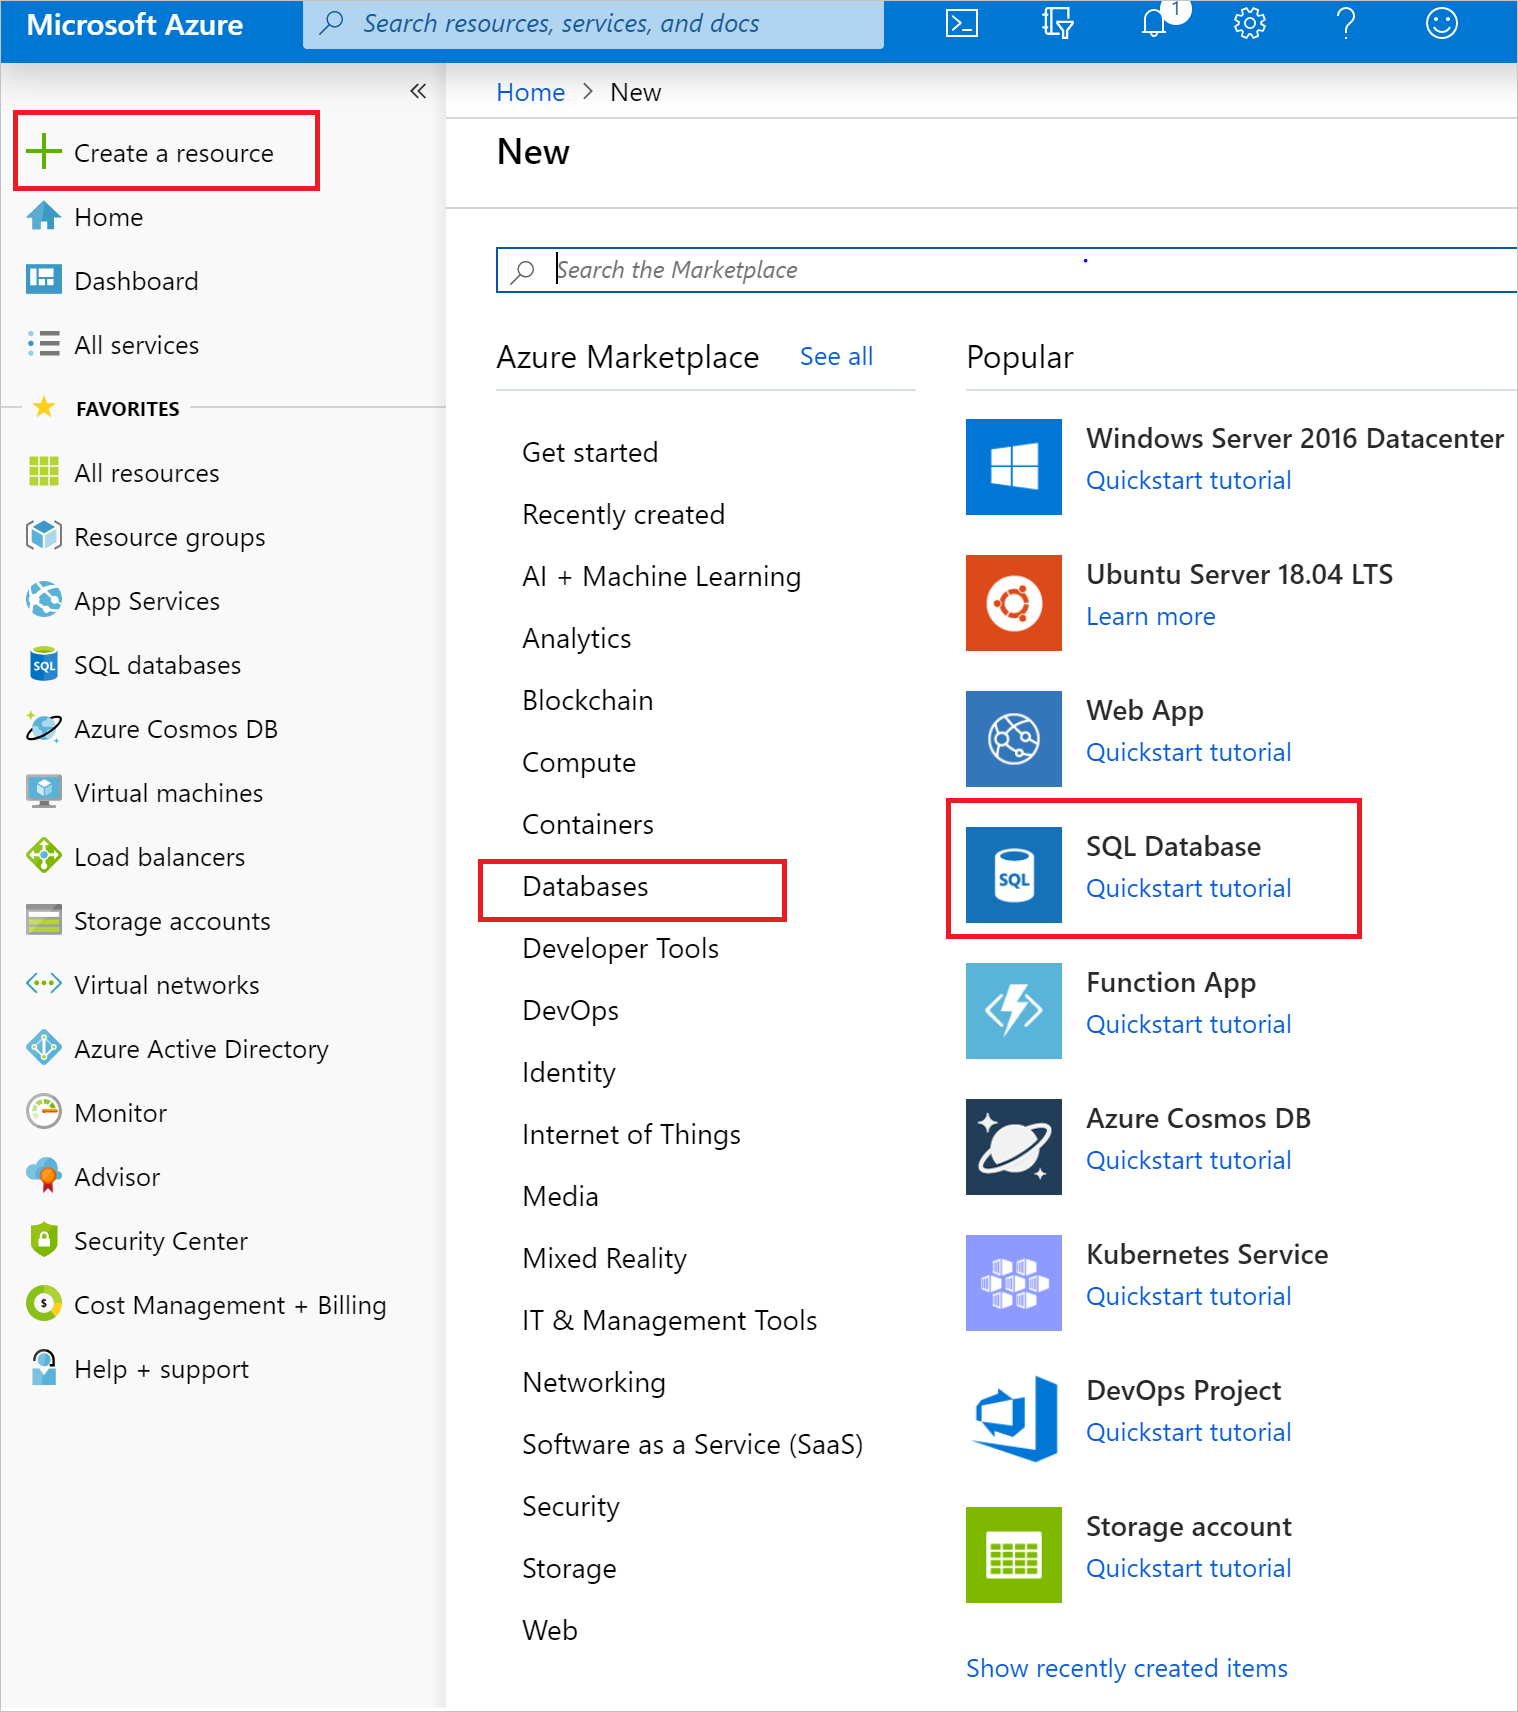 Microsoft Azure
Search resources, services, and docs
1
Create a resource
Home
Dashboard
All services
FAVORITES
All resources
Resource groups
App Services
SQL
SQL databases
Azure Cosmos DB
Virtual machines
Load balancers
Storage accounts
Virtual networks
Azure Active Directory
Monitor
Advisor
Security Center
$
Cost Management + Billing
Help + support
Home > New
New
Search the Marketplace
Azure Marketplace
See all
Get started
Recently created
AI + Machine Learning
Analytics
Blockchain
Compute
Containers
Databases
Developer Tools
DevOps
Identity
Internet of Things
Media
Mixed Reality
IT & Management Tools
Networking
Software as a Service (SaaS)
Security
Storage
Web
Popular
Windows Server 2016 Datacenter
Quickstart tutorial
Ubuntu Server 18.04 LTS
Learn more
Web App
Quickstart tutorial
SQL
SQL Database
Quickstart tutorial
Function App
Quickstart tutorial
Azure Cosmos DB
Quickstart tutorial
Kubernetes Service
Quickstart tutorial
DevOps Project
Quickstart tutorial
Storage account
Quickstart tutorial
Show recently created items